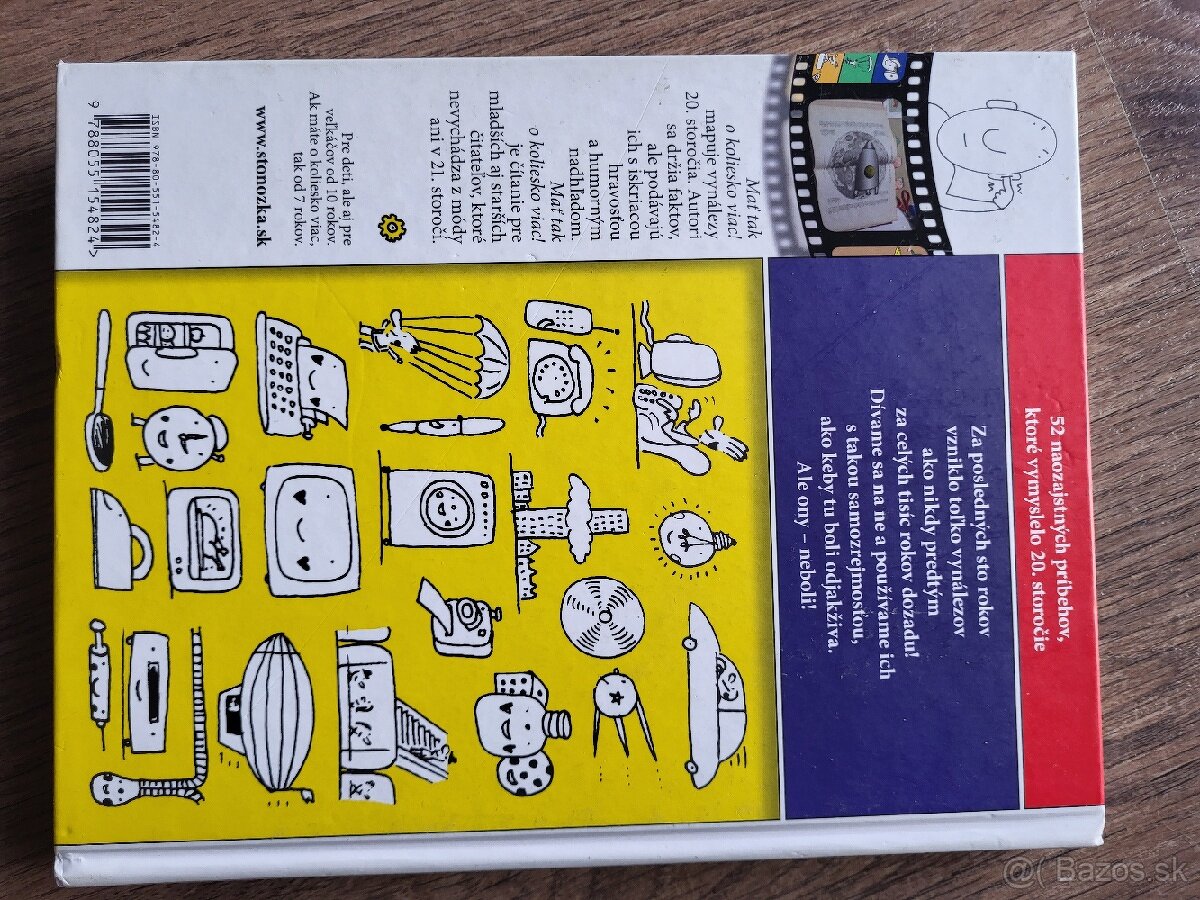 52 naozajstných príbehov,
ktoré vymyslelo 20. storočie
Za posledných sto rokov
vzniklo toľko vynálezov
ako nikdy predtým
za celých tisíc rokov dozadu!
Dívame sa na ne a používame ich
s takou samozrejmosťou,
ako keby tu boli odjakživa.
Ale ony – neboli!
Mať tak
o koliesko viac!
mapuje vynálezy
20. storočia. Autori
sa držia faktov,
ale podávajú
ich s iskriacou
hravosťou
a humorným
nadhľadom.
Mať tak
o koliesko viac!
je čítanie pre
mladších aj starších
čitateľov, ktoré
nevychádza z módy
ani v 21. storočí.
Pre deti, ale aj pre
veľkáčov od 10 rokov.
Ak máte o koliesko viac,
tak od 7 rokov.
www.stonozka.sk
ISBN 978-80-551-5482-4
9 788055 154824 >
@( Bazos.sk